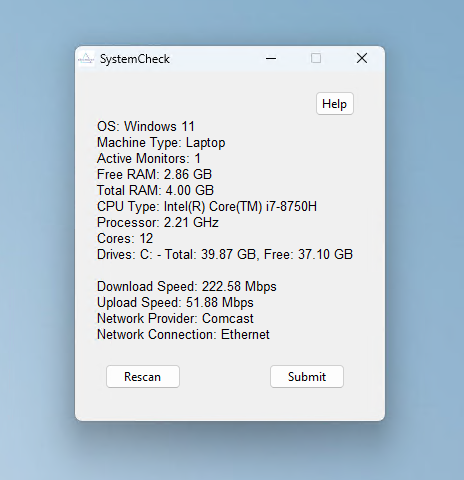 SystemCheck
Help
OS: Windows 11
Machine Type: Laptop
Active Monitors: 1
Free RAM: 2.86 GB
Total RAM: 4.00 GB
CPU Type: Intel(R) Core(TM) i7-8750H
Processor: 2.21 GHz
Cores: 12
Drives: C: - Total: 39.87 GB, Free: 37.10 GB
Download Speed: 222.58 Mbps
Upload Speed: 51.88 Mbps
Network Provider: Comcast
Network Connection: Ethernet
Rescan Submit